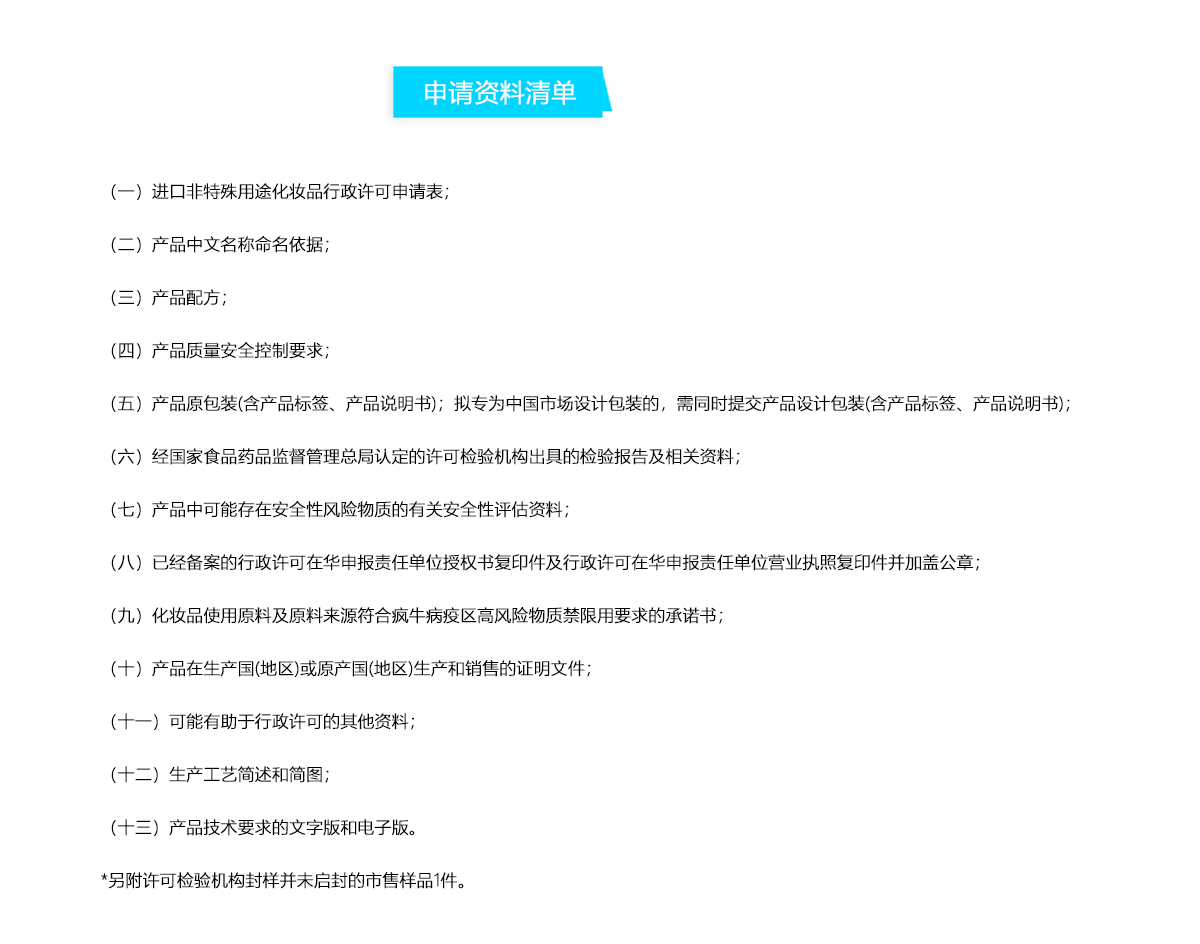 申请资料清单
（一）进口非特殊用途化妆品行政许可申请表；
（二）产品中文名称命名依据；
（三）产品配方；
（四）产品质量安全控制要求；
（五）产品原包装(含产品标签、产品说明书)；拟专为中国市场设计包装的，需同时提交产品设计包装(含产品标签、产品说明书)；
（六）经国家食品药品监督管理总局认定的许可检验机构出具的检验报告及相关资料；
（七）产品中可能存在安全性风险物质的有关安全性评估资料；
（八）已经备案的行政许可在华申报责任单位授权书复印件及行政许可在华申报责任单位营业执照复印件并加盖公章；
（九）化妆品使用原料及原料来源符合疯牛病疫区高风险物质禁限用要求的承诺书；
（十）产品在生产国(地区)或原产国(地区)生产和销售的证明文件；
（十一）可能有助于行政许可的其他资料；
（十二）生产工艺简述和简图；
（十三）产品技术要求的文字版和电子版。
*另附许可检验机构封样并未启封的市售样品1件。